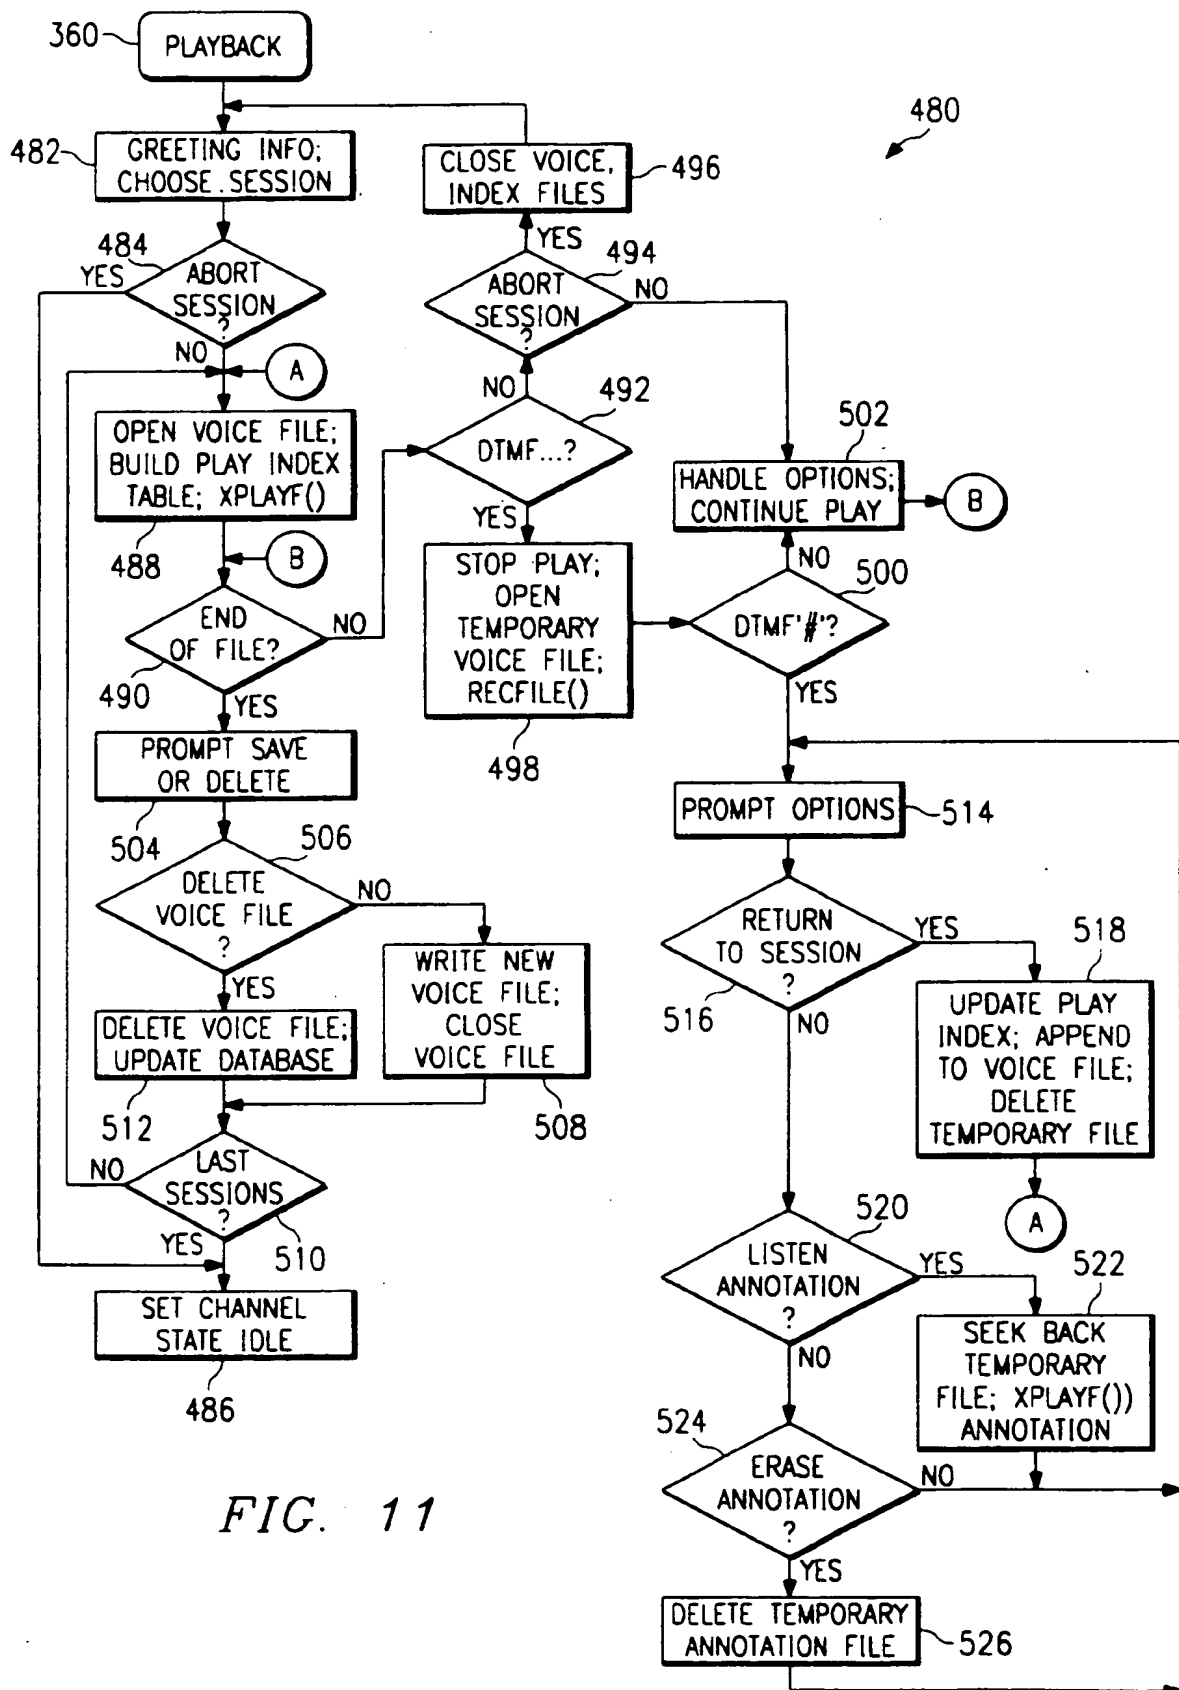 360
PLAYBACK
480
482
GREETING INFO;
CHOOSE.SESSION
CLOSE VOICE,
INDEX FILES
496
484
YES
ABORT
SESSION
?
NO
YES
494
ABORT
SESSION
?
NO
A
NO
492
DTMF...?
YES
OPEN VOICE FILE;
BUILD PLAY INDEX
TABLE; XPLAYF()
488
502
HANDLE OPTIONS;
CONTINUE PLAY
B
B
NO
500
DTMF'#'?
YES
STOP PLAY;
OPEN
TEMPORARY
VOICE FILE;
RECFILE()
498
END
OF FILE?
NO
490
YES
PROMPT SAVE
OR DELETE
504
506
DELETE
VOICE FILE
?
NO
YES
WRITE NEW
VOICE FILE;
CLOSE
VOICE FILE
508
DELETE VOICE FILE;
UPDATE DATABASE
512
NO
LAST
SESSIONS
?
YES
510
SET CHANNEL
STATE IDLE
486
PROMPT OPTIONS
514
RETURN
TO SESSION
?
YES
516
NO
518
UPDATE PLAY
INDEX; APPEND
TO VOICE FILE;
DELETE
TEMPORARY FILE
A
520
LISTEN
ANNOTATION
?
YES
NO
522
SEEK BACK
TEMPORARY
FILE; XPLAYF())
ANNOTATION
524
ERASE
ANNOTATION
?
NO
YES
DELETE TEMPORARY
ANNOTATION FILE
526
FIG. 11